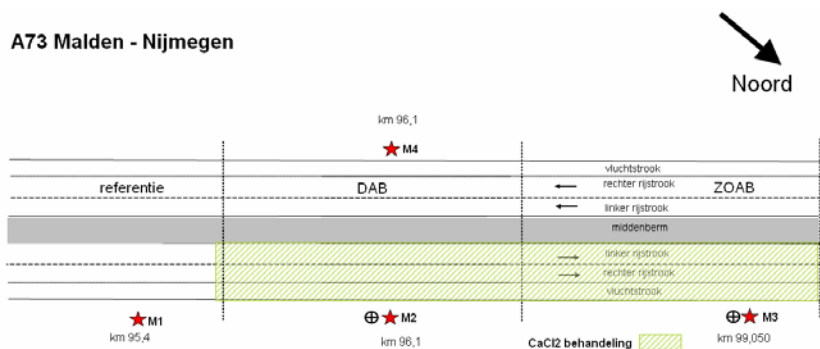 A73 Malden - Nijmegen
Noord
km 96,1
M4
vluchtstrook
referentie DAB rechter rijstrook ZOAB
linker rijstrook
middenberm
linker rijstrook
rechter rijstrook
vluchtstrook
M1 M2 M3
km 95,4 km 96,1 CaCl2 behandeling km 99,050